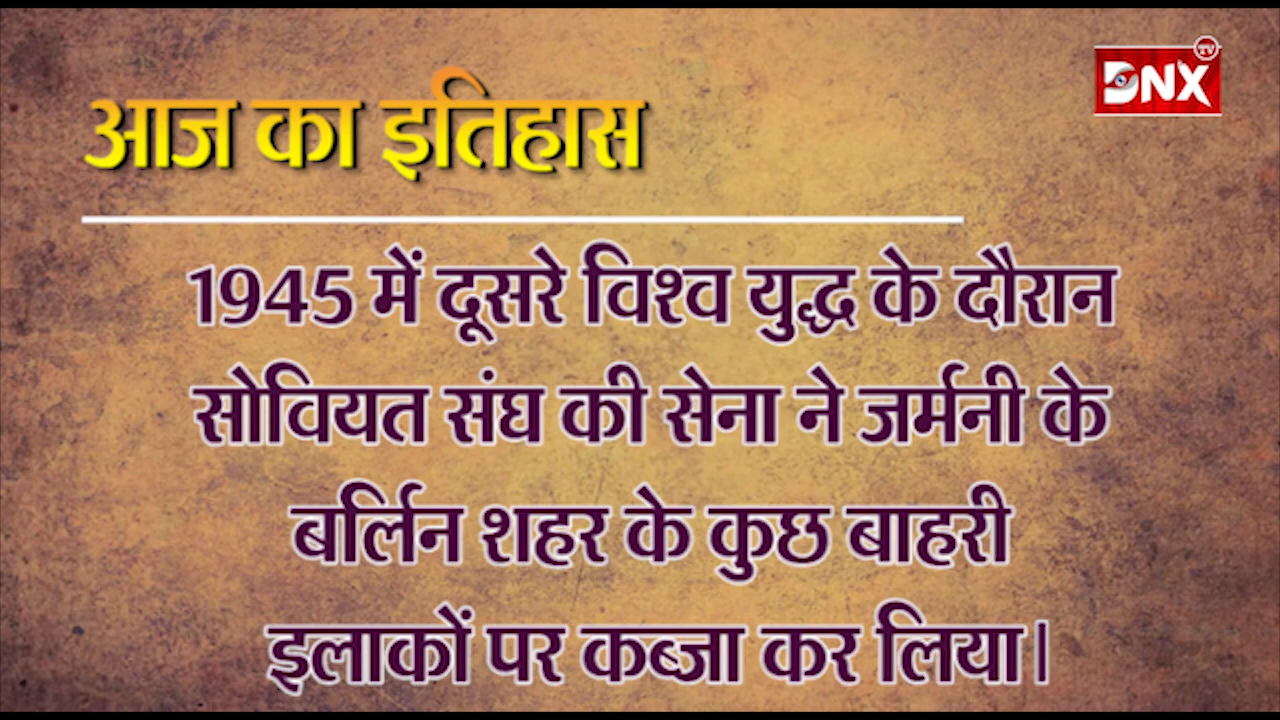 आज का इतिहास
DNX TV
1945 में दूसरे विश्व युद्ध के दौरान
सोवियत संघ की सेना ने जर्मनी के
बर्लिन शहर के कुछ बाहरी
इलाकों पर कब्जा कर लिया।